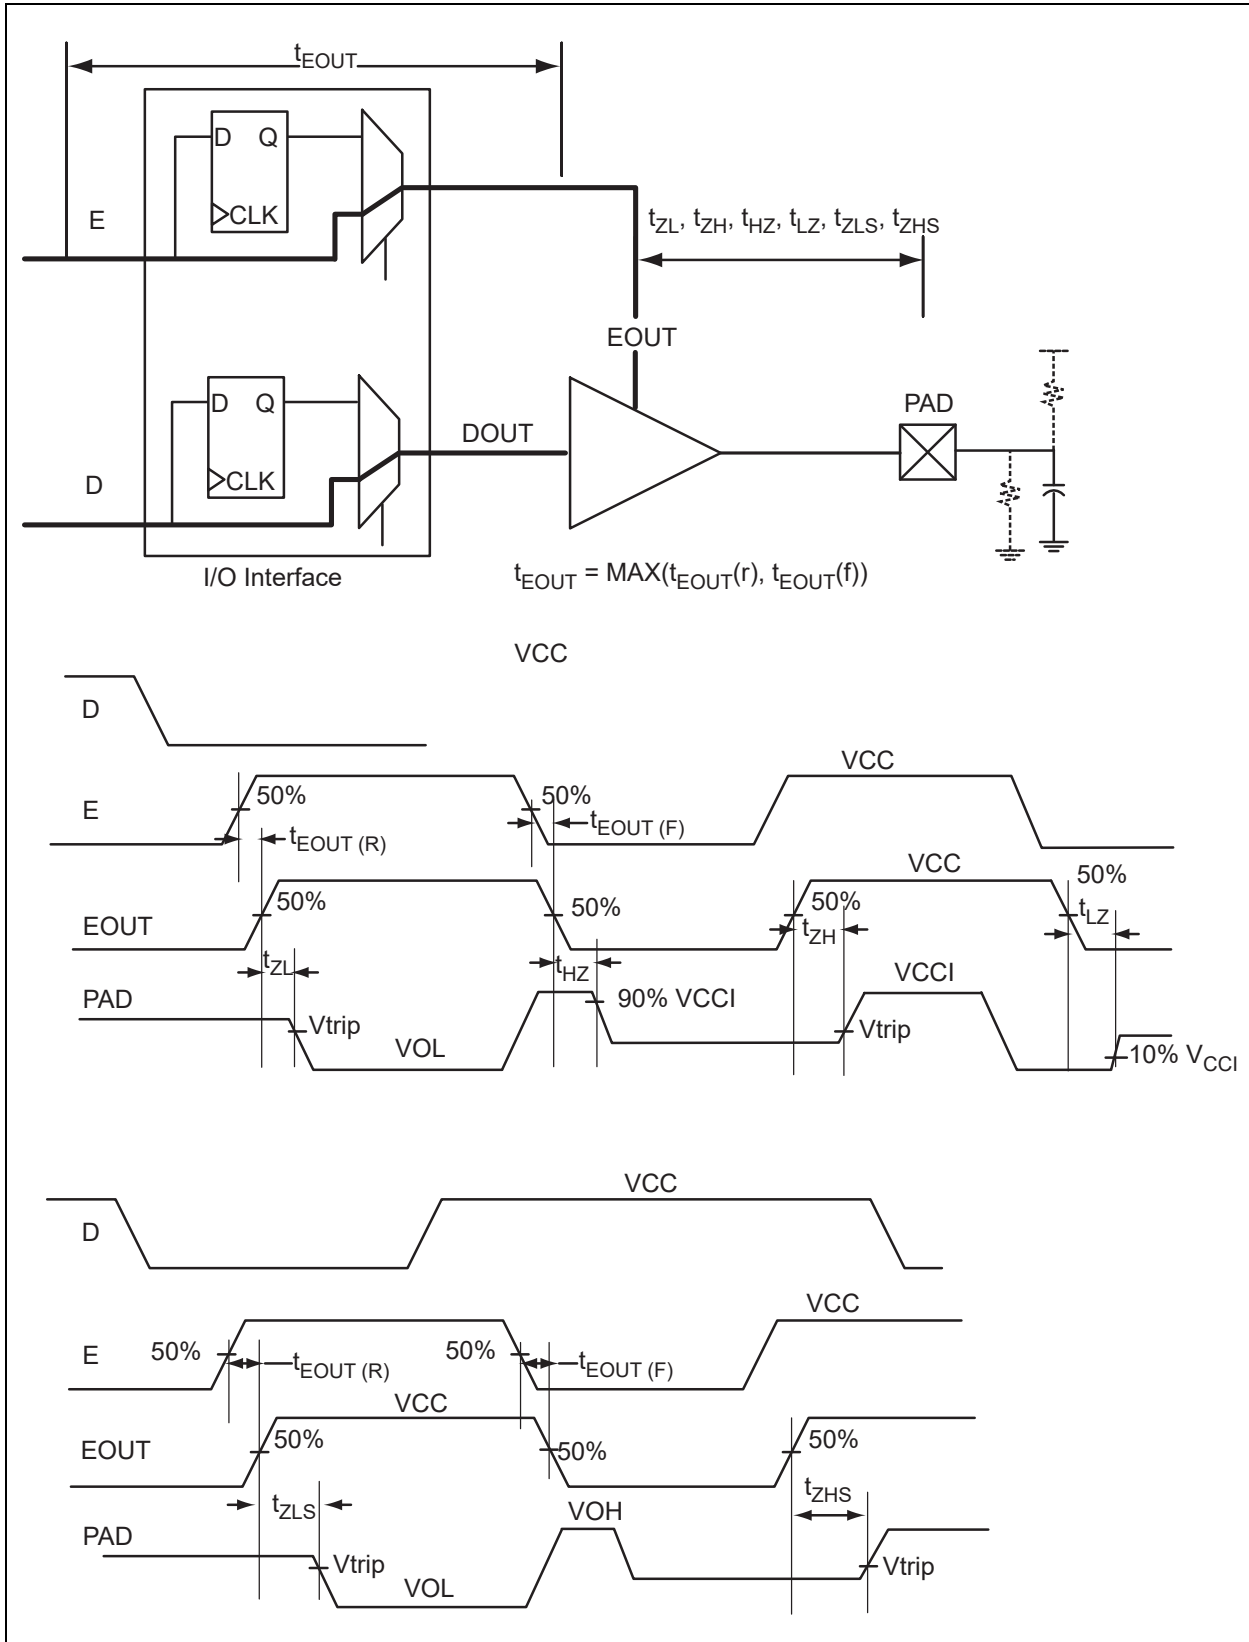 tEOUT
D Q
CLK
E
tZL, tZH, tHZ, tLZ, tZLS, tZHS
EOUT
D Q
CLK
D
DOUT
PAD
I/O Interface
tEOUT = MAX(tEOUT(r), tEOUT(f))
VCC
D
VCC
E
50%
50%
tEOUT (R)
tEOUT (F)
VCC
50%
EOUT
50%
50%
50%
tLZ
tZL
tHZ
tZH
PAD
90% VCCI
VCCI
Vtrip
VOL
Vtrip
10% VCCI
VCC
D
VCC
E
50%
50%
tEOUT (R)
tEOUT (F)
VCC
EOUT
50%
50%
50%
tZLS
tZHS
PAD
VOH
Vtrip
VOL
Vtrip